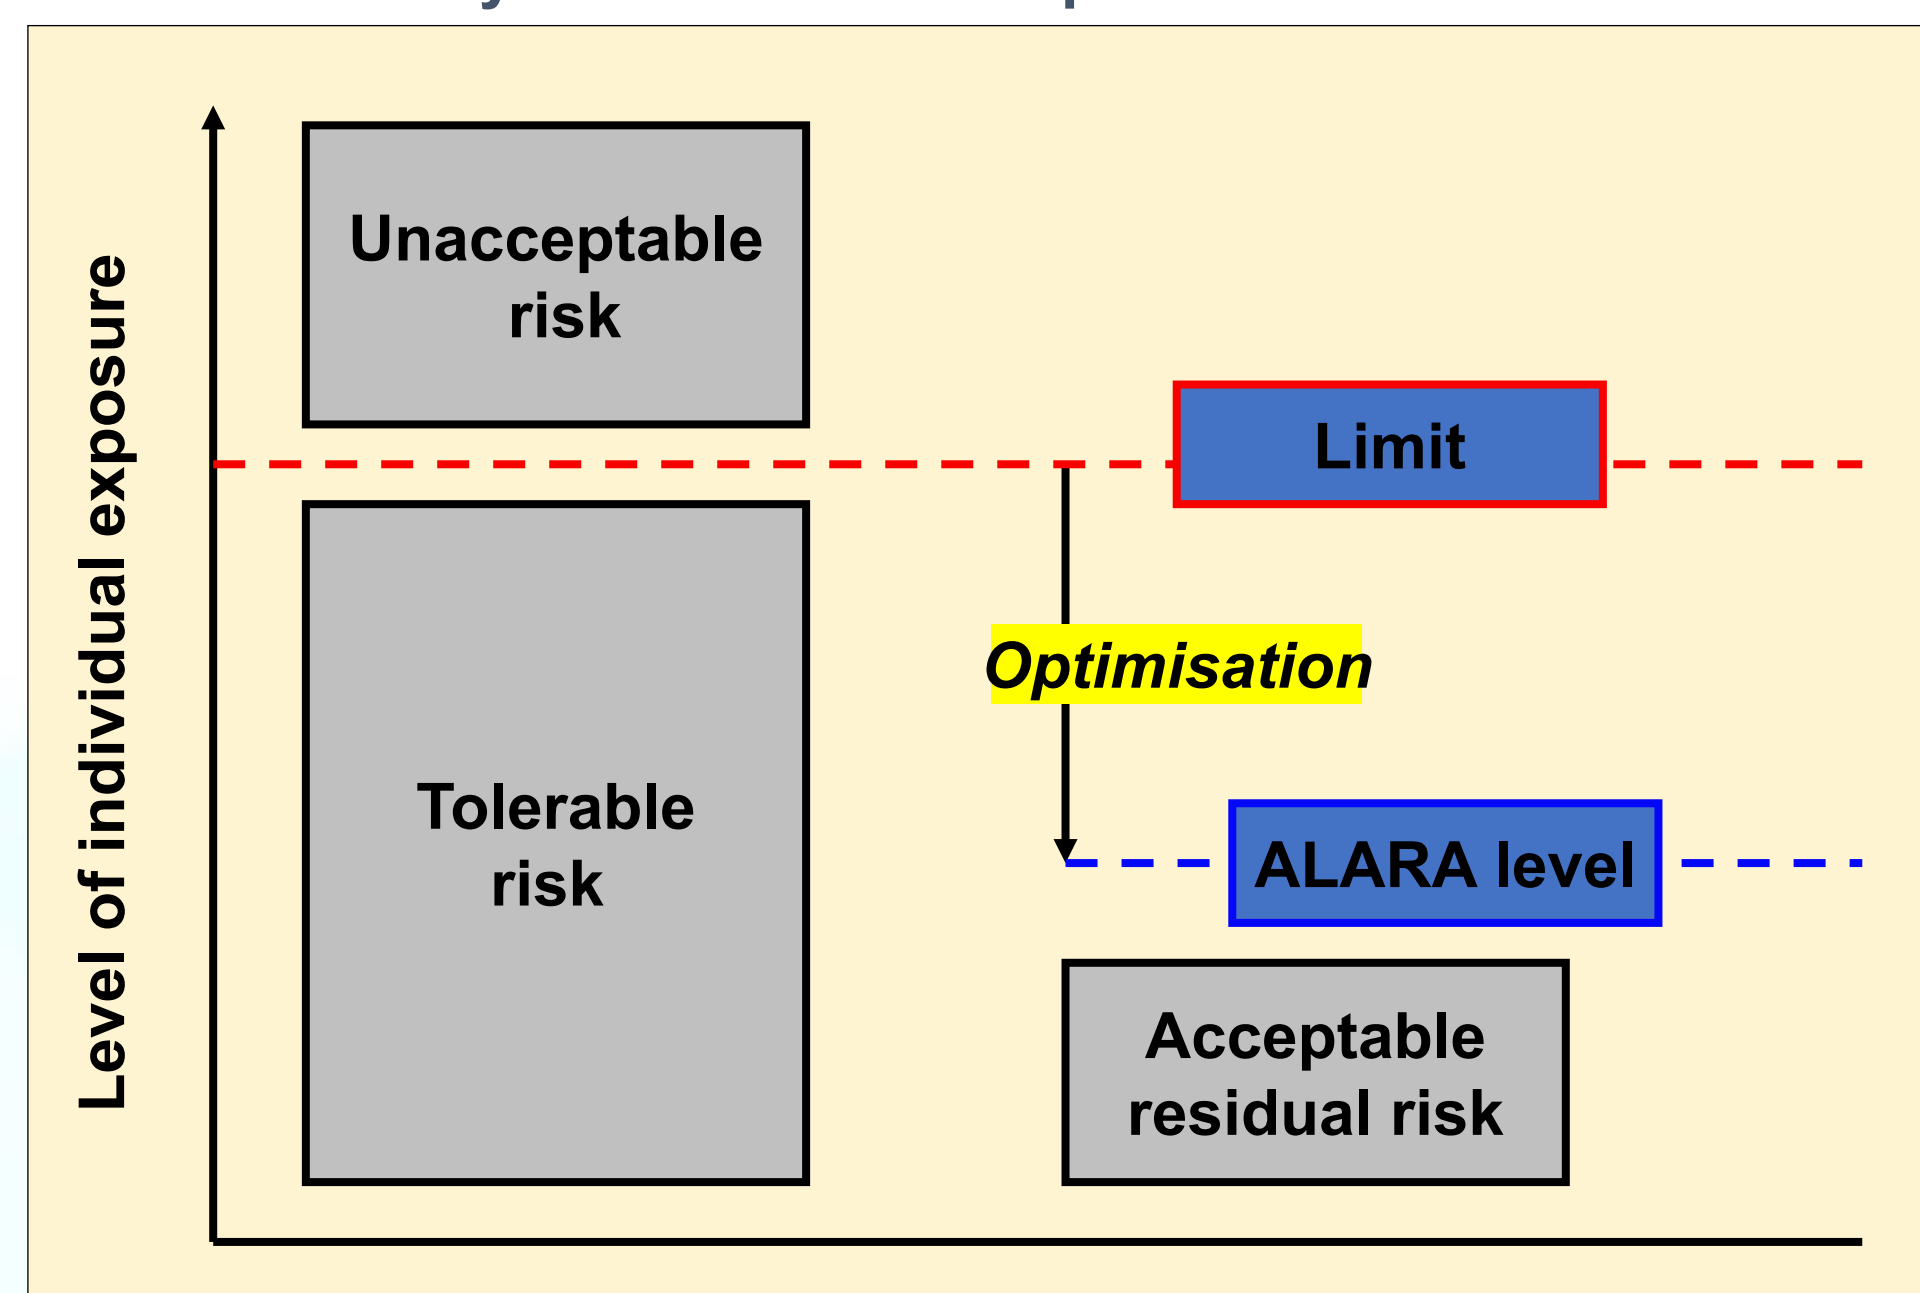 Level of individual exposure
Unacceptable
risk
Limit
Optimisation
Tolerable
risk
ALARA level
Acceptable
residual risk